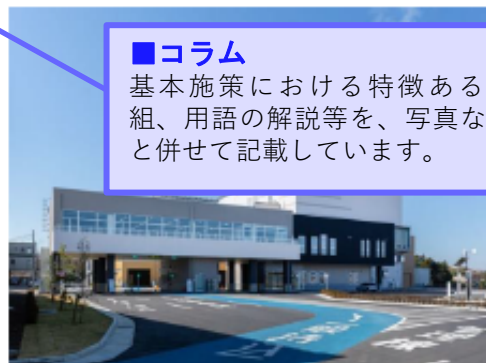 ■コラム
基本施策における特徴ある
組、用語の解説等を、写真な
と併せて記載しています。